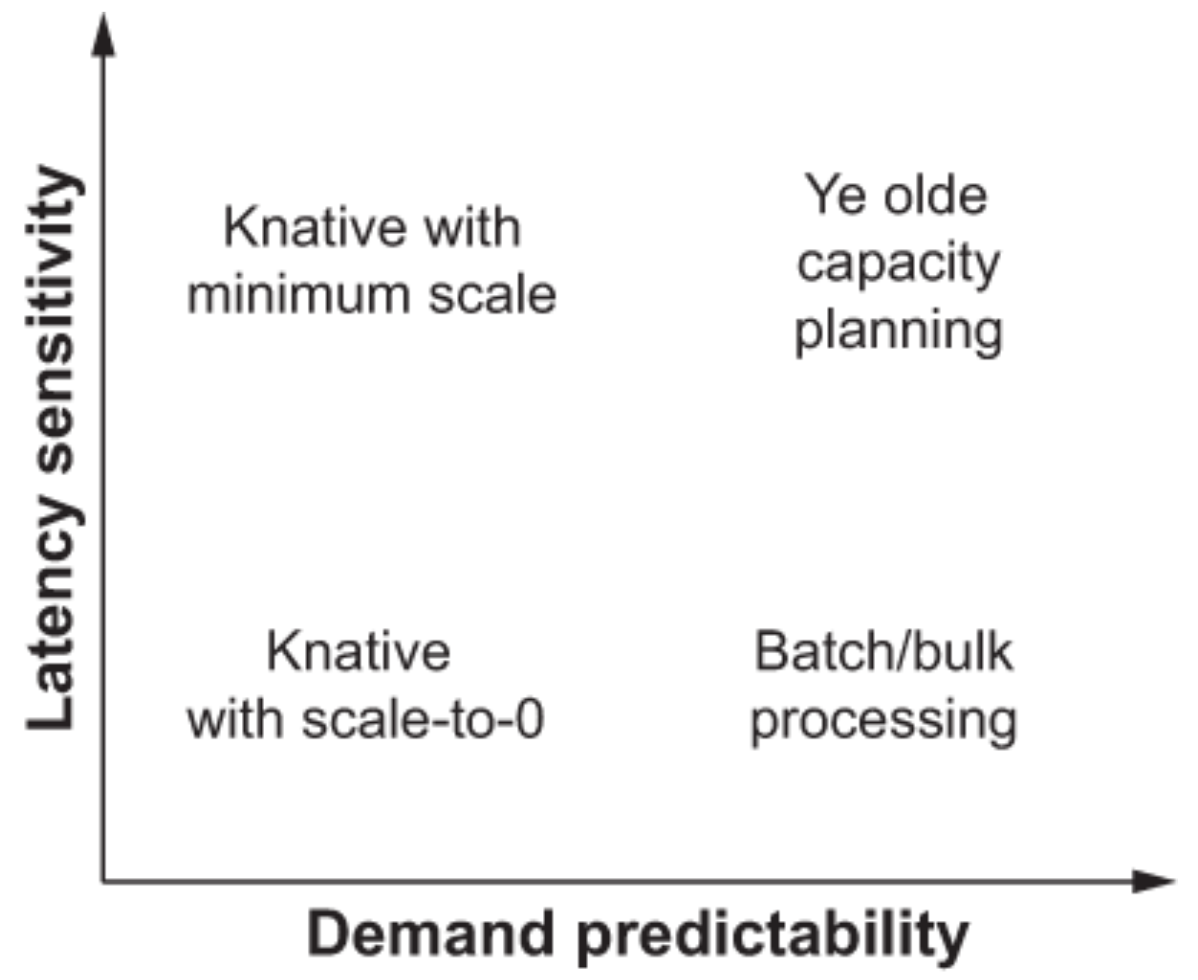 Latency sensitivity
Knative with
minimum scale
Ye olde
capacity
planning
Knative
with scale-to-0
Batch/bulk
processing
Demand predictability